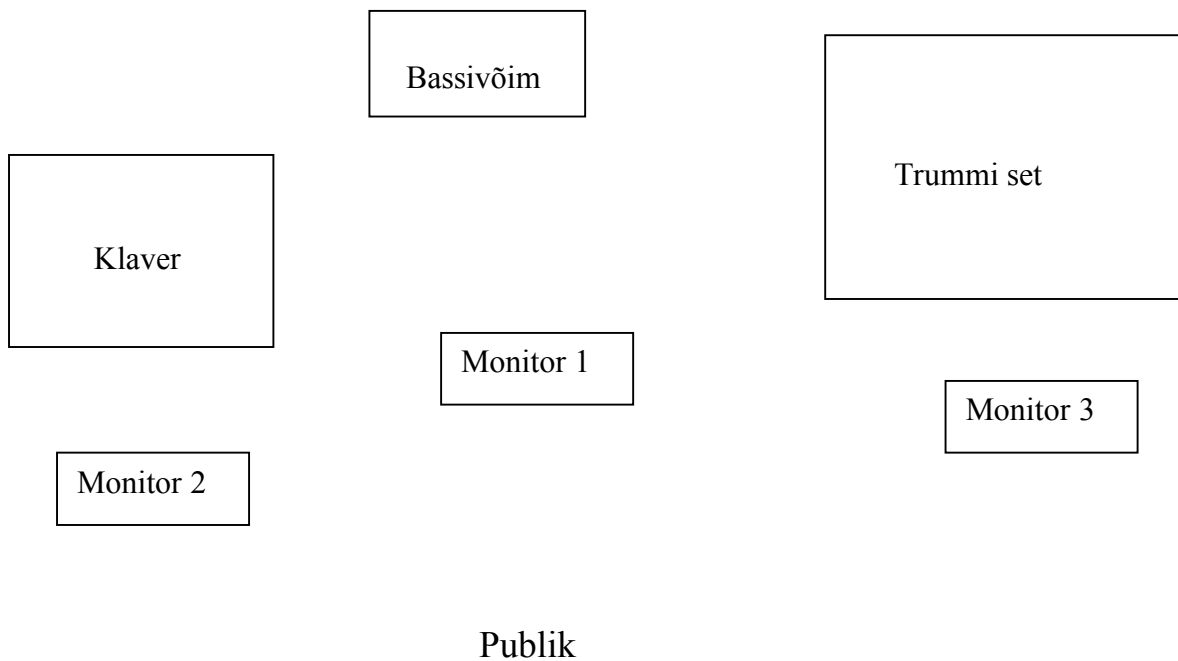 Bassivõim
Trummi set
Klaver
Monitor 1
Monitor 3
Monitor 2
Publik